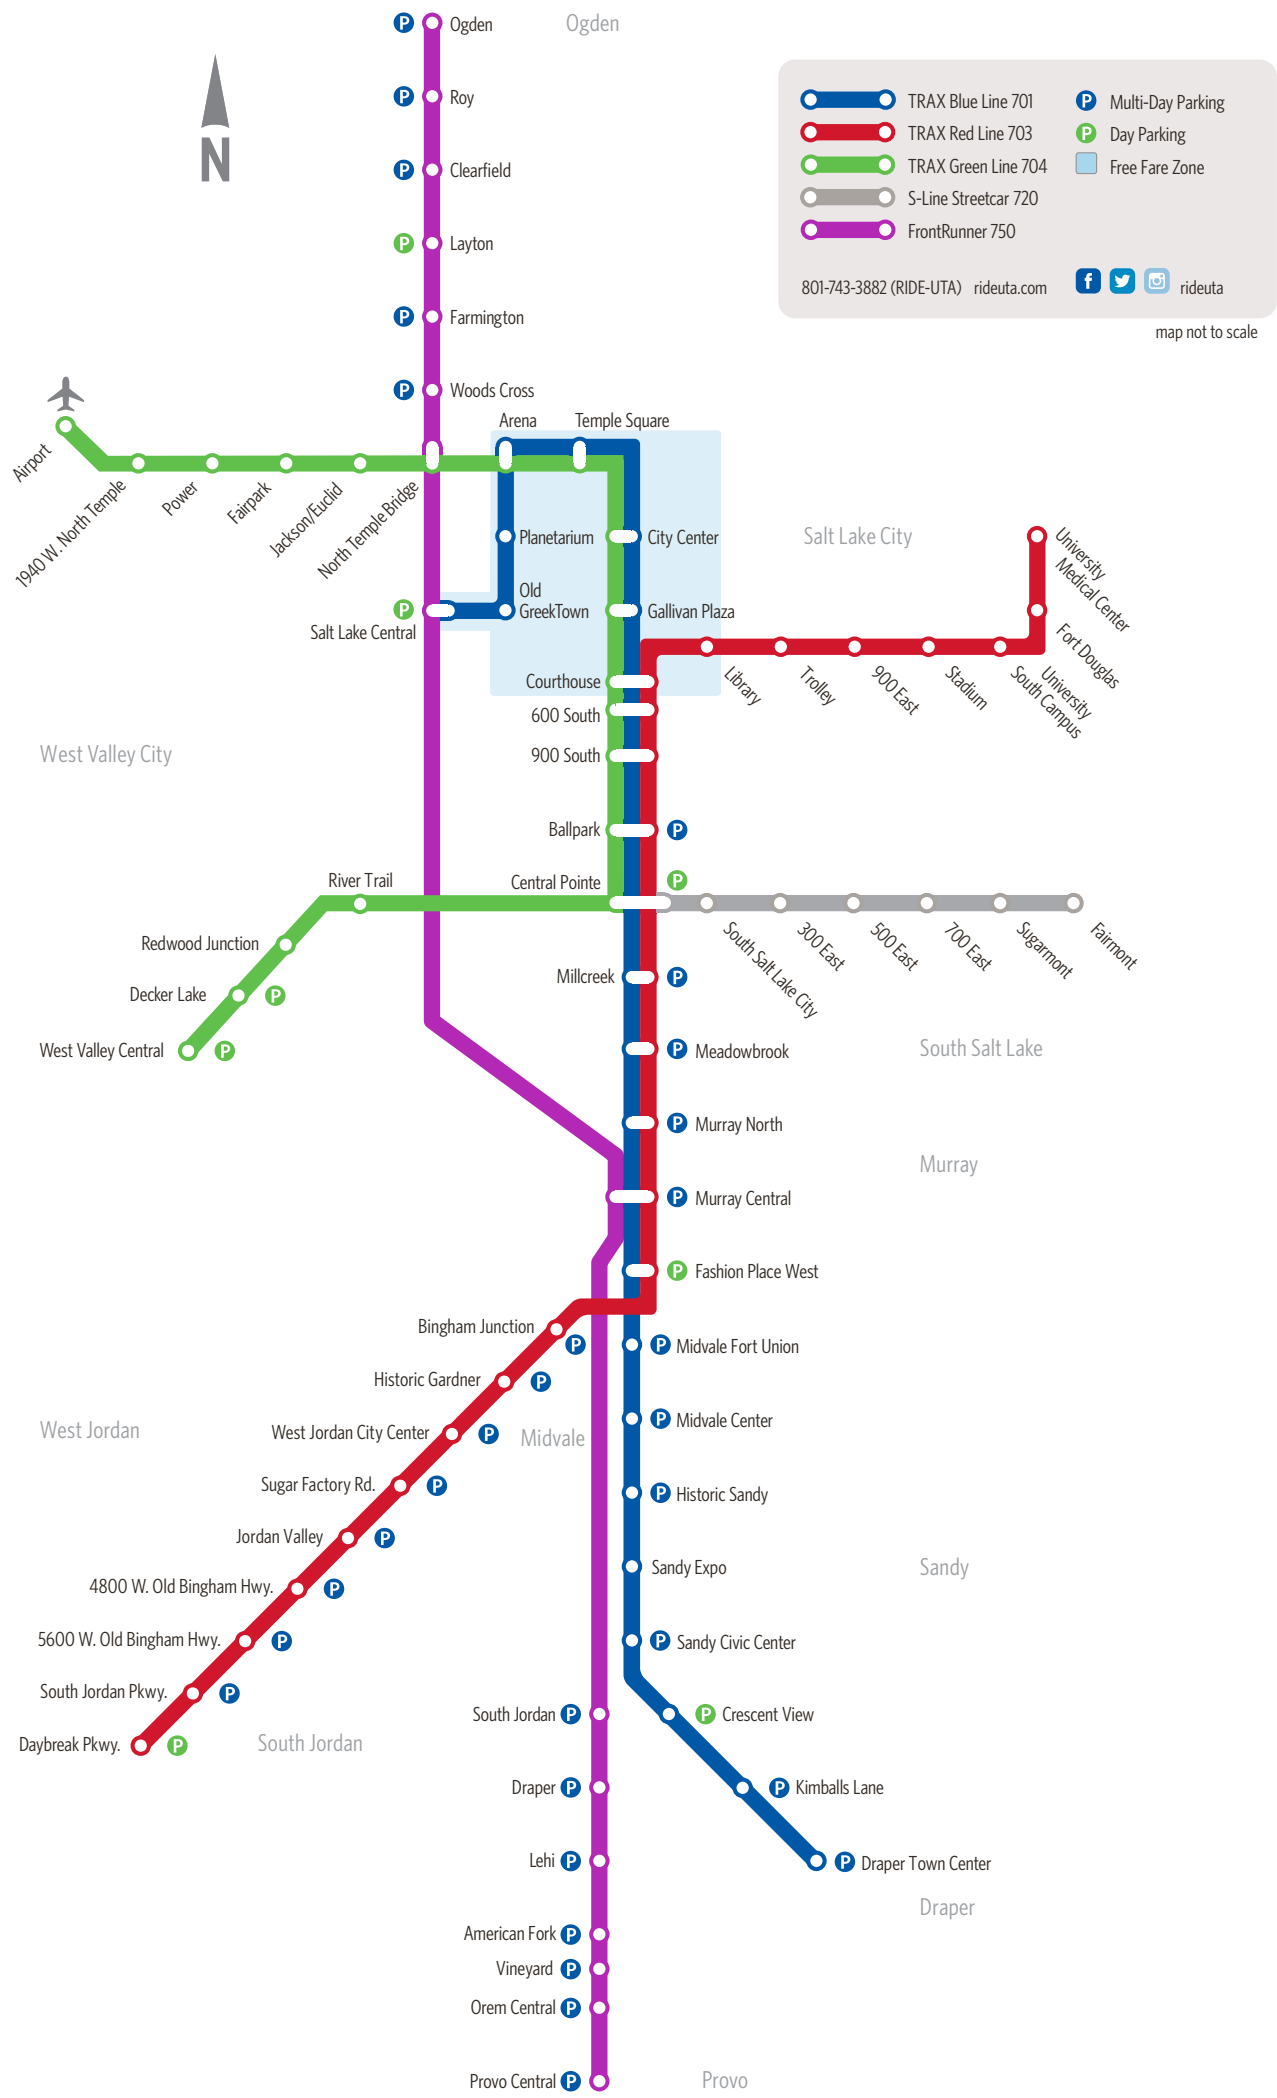 P Ogden
Ogden
N
P Roy
P Clearfield
P Layton
P Farmington
P Woods Cross
TRAX Blue Line 701
TRAX Red Line 703
TRAX Green Line 704
S-Line Streetcar 720
FrontRunner 750
P Multi-Day Parking
P Day Parking
Free Fare Zone
801-743-3882 (RIDE-UTA) rideuta.com
f rideuta
map not to scale
Arena
Temple Square
Airport
1940 W. North Temple
Power
Fairpark
Jackson/Euclid
North Temple Bridge
Planetarium
City Center
Salt Lake City
Old
GreekTown
Gallivan Plaza
P
Salt Lake Central
University
Medical Center
Fort Douglas
Library
Trolley
900 East
Stadium
University
South Campus
Courthouse
600 South
900 South
West Valley City
Ballpark P
Central Pointe P
River Trail
Redwood Junction
Decker Lake P
West Valley Central P
South Salt Lake City
300 East
500 East
700 East
Sugarmont
Fairmont
Millcreek P
P Meadowbrook
South Salt Lake
P Murray North
Murray
P Murray Central
P Fashion Place West
Bingham Junction P
P Midvale Fort Union
Historic Gardner P
P Midvale Center
West Jordan
West Jordan City Center P
Midvale
Sugar Factory Rd. P
P Historic Sandy
Jordan Valley P
Sandy Expo
Sandy
4800 W. Old Bingham Hwy. P
5600 W. Old Bingham Hwy. P
P Sandy Civic Center
South Jordan Pkwy. P
South Jordan P
P Crescent View
Daybreak Pkwy. P
South Jordan
Draper P
P Kimballs Lane
Lehi P
P Draper Town Center
Draper
American Fork P
Vineyard P
Orem Central P
Provo Central P
Provo